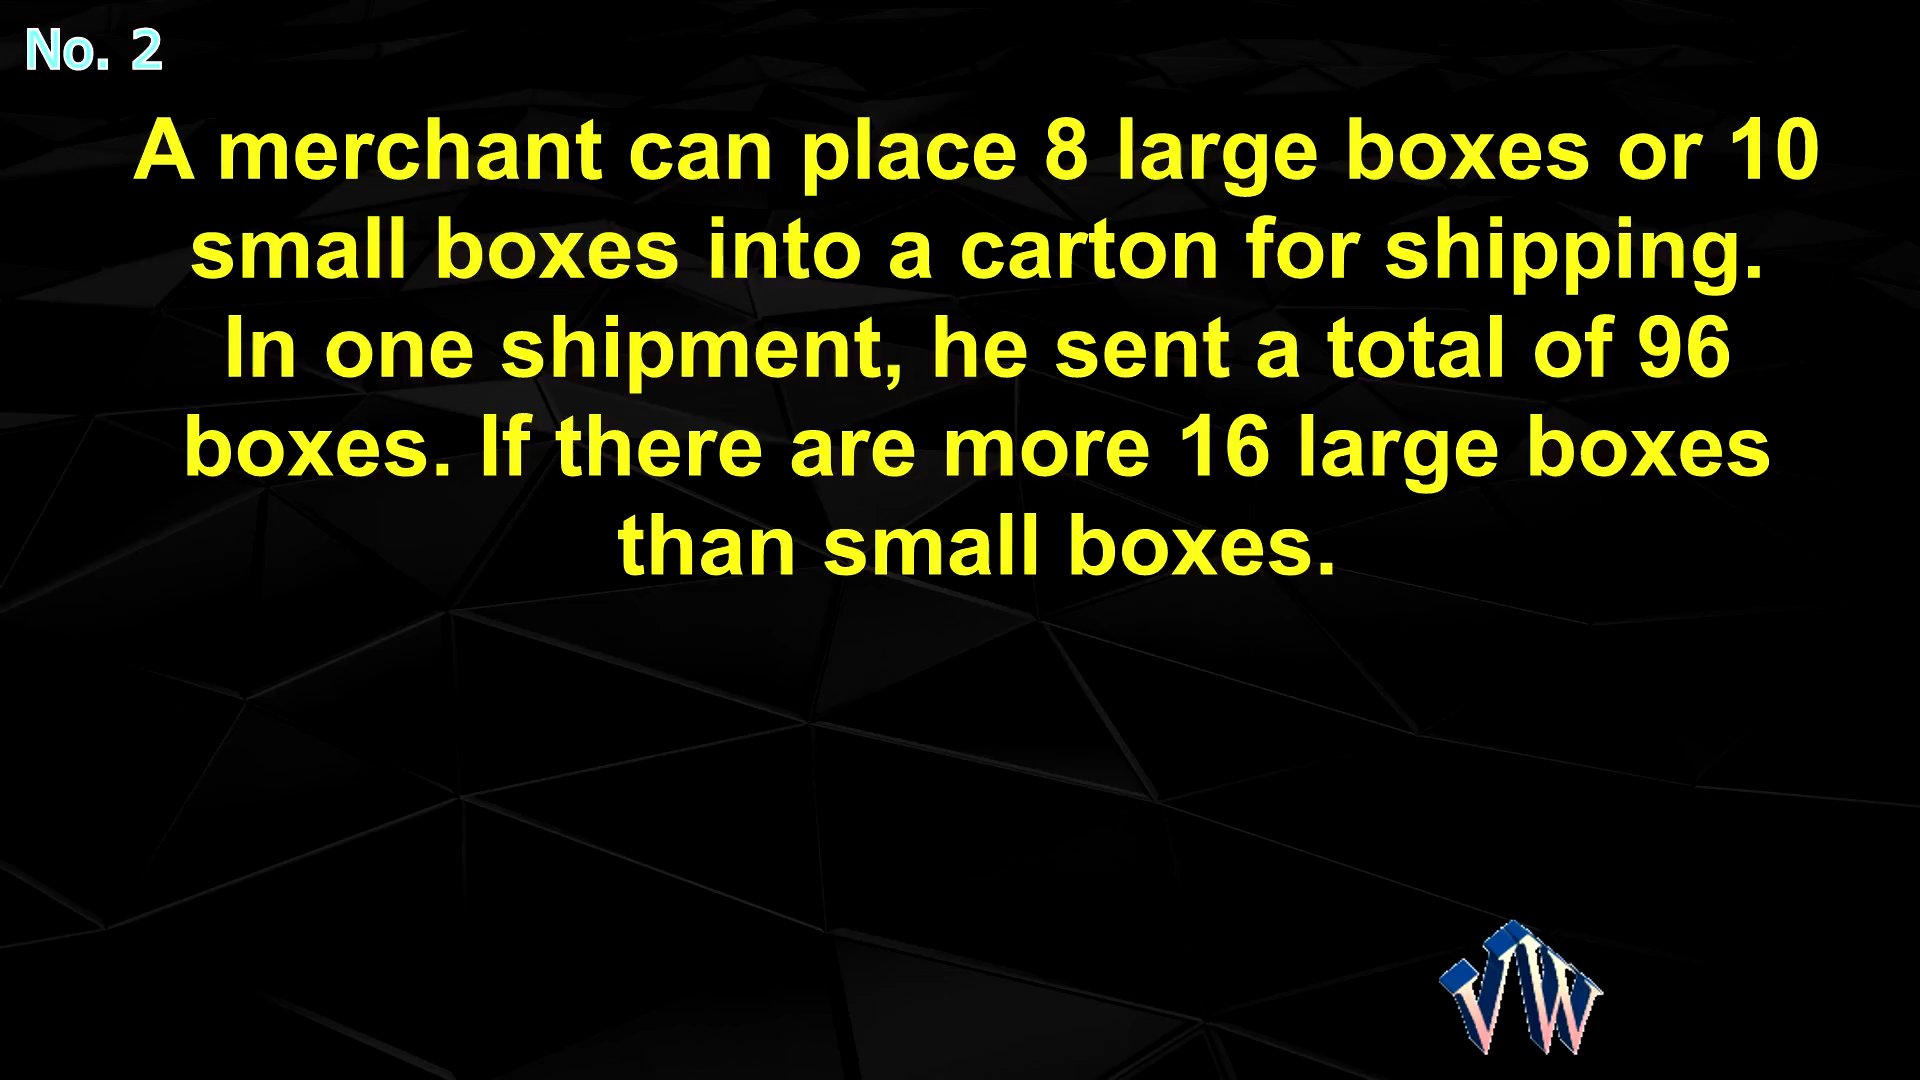 No. 2
A merchant can place 8 large boxes or 10
small boxes into a carton for shipping.
In one shipment, he sent a total of 96
boxes. If there are more 16 large boxes
than small boxes.